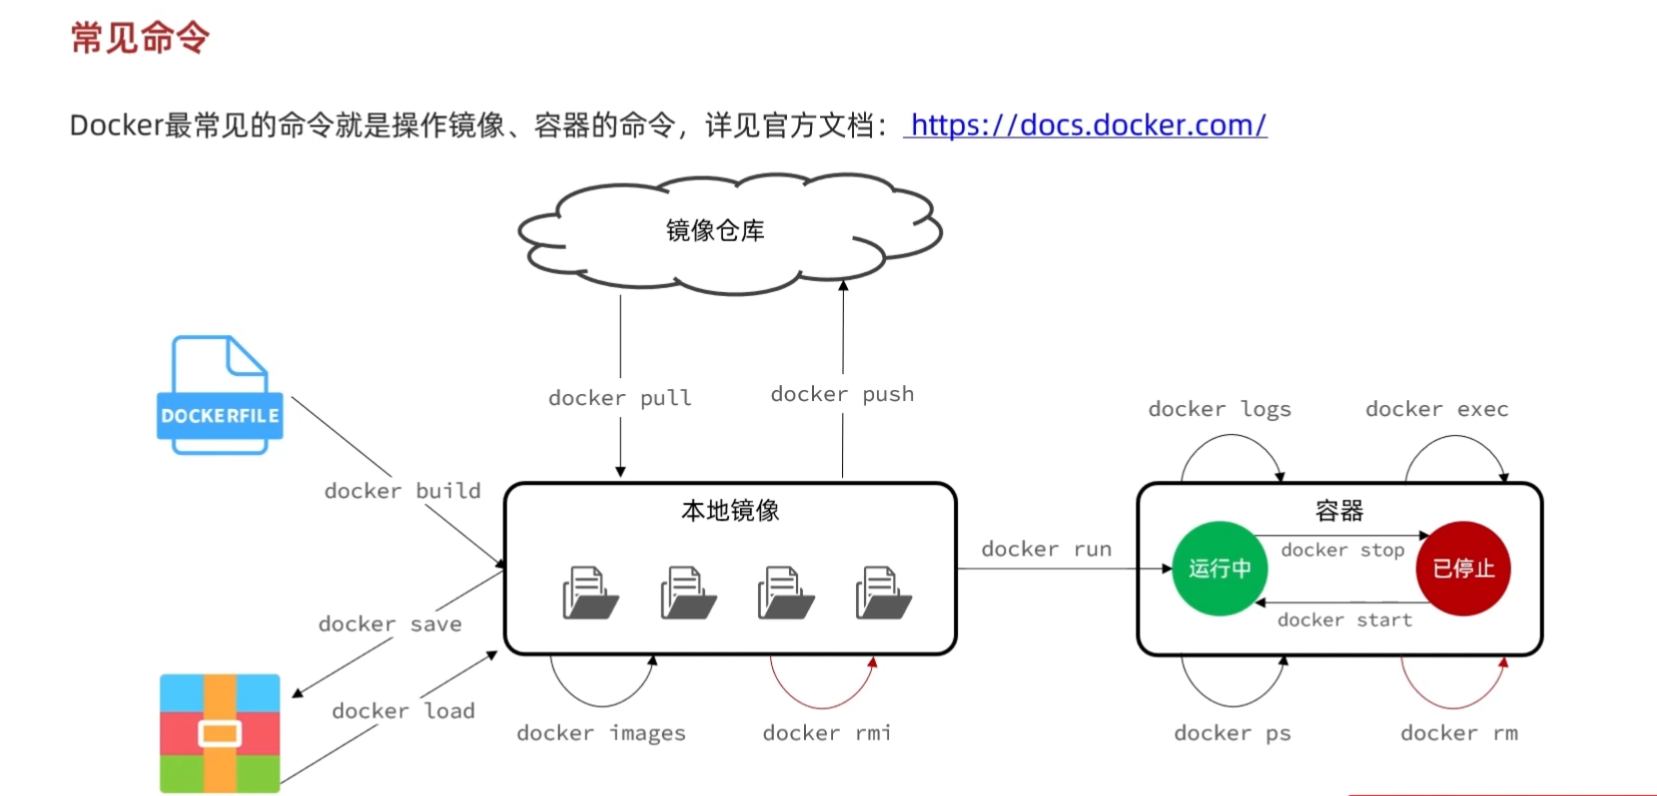 常见命令
Docker最常见的命令就是操作镜像、容器的命令，详见官方文档： https://docs.docker.com/
镜像仓库
docker pull
docker push
DOCKERFILE
docker logs
docker exec
docker build
本地镜像
容器
docker run
运行中
docker stop
已停止
docker start
docker save
docker load
docker images
docker rmi
docker ps
docker rm